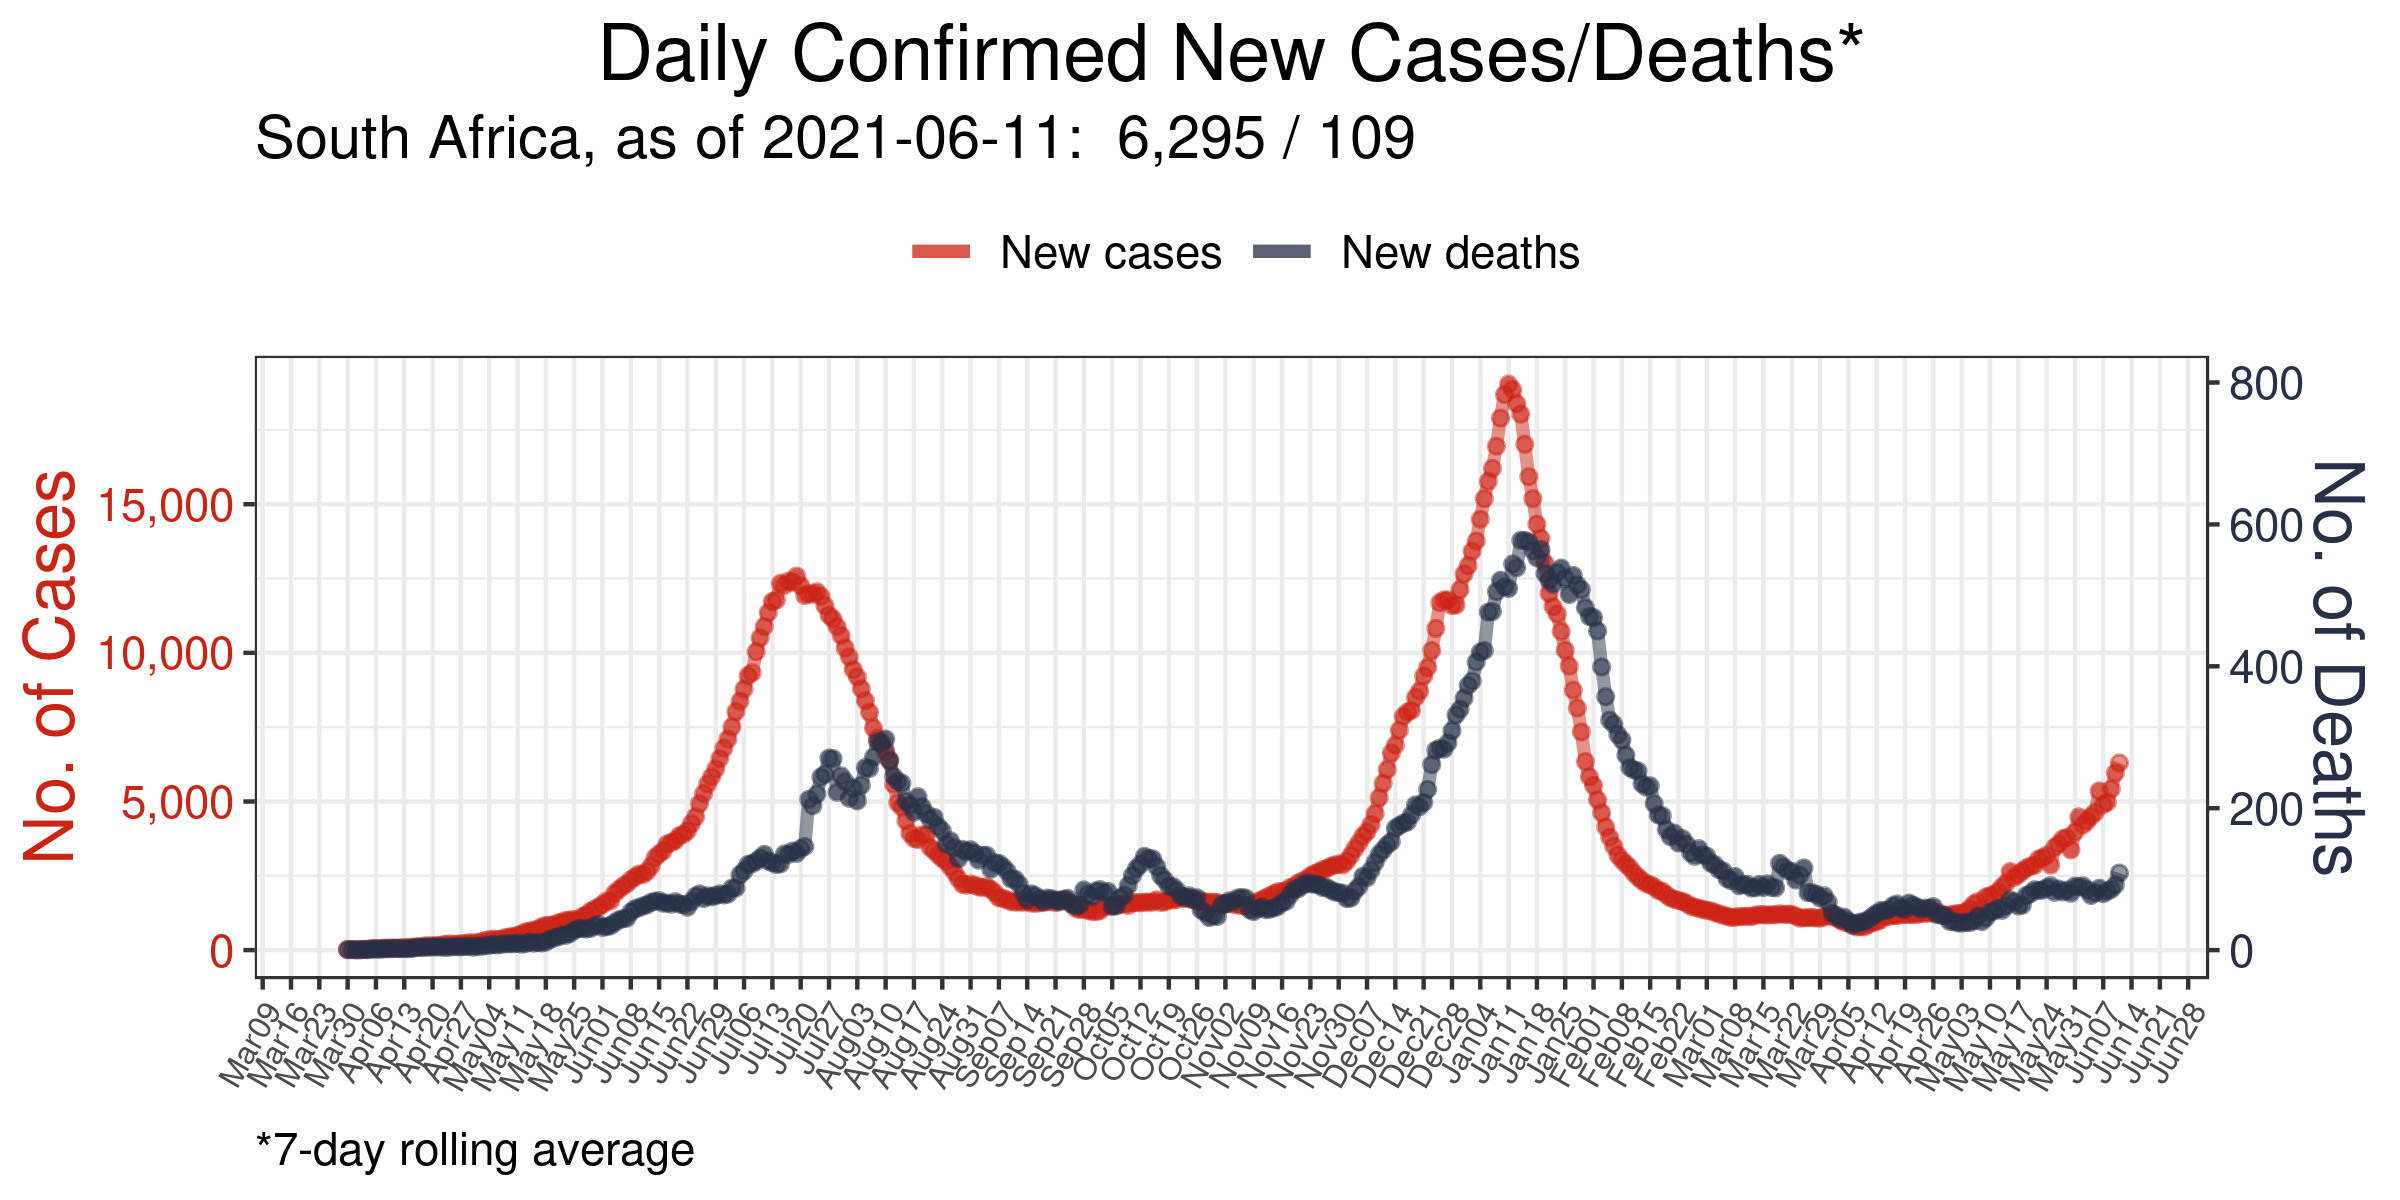 Daily Confirmed New Cases/Deaths*
South Africa, as of 2021-06-11:  6,295 / 109
New cases
New deaths
No. of Cases
15,000
10,000
5,000
0
800
600
400
200
0
No. of Deaths
Mar09
Mar16
Mar23
Mar30
Apr06
Apr13
Apr20
Apr27
May04
May11
May18
May25
Jun01
Jun08
Jun15
Jun22
Jun29
Jul06
Jul13
Jul20
Jul27
Aug03
Aug10
Aug17
Aug24
Aug31
Sep07
Sep14
Sep21
Sep28
Oct05
Oct12
Oct19
Oct26
Nov02
Nov09
Nov16
Nov23
Nov30
Dec07
Dec14
Dec21
Dec28
Jan04
Jan11
Jan18
Jan25
Feb01
Feb08
Feb15
Feb22
Mar01
Mar08
Mar15
Mar22
Mar29
Apr05
Apr12
Apr19
Apr26
May03
May10
May17
May24
May31
Jun07
Jun14
Jun21
Jun28
*7-day rolling average